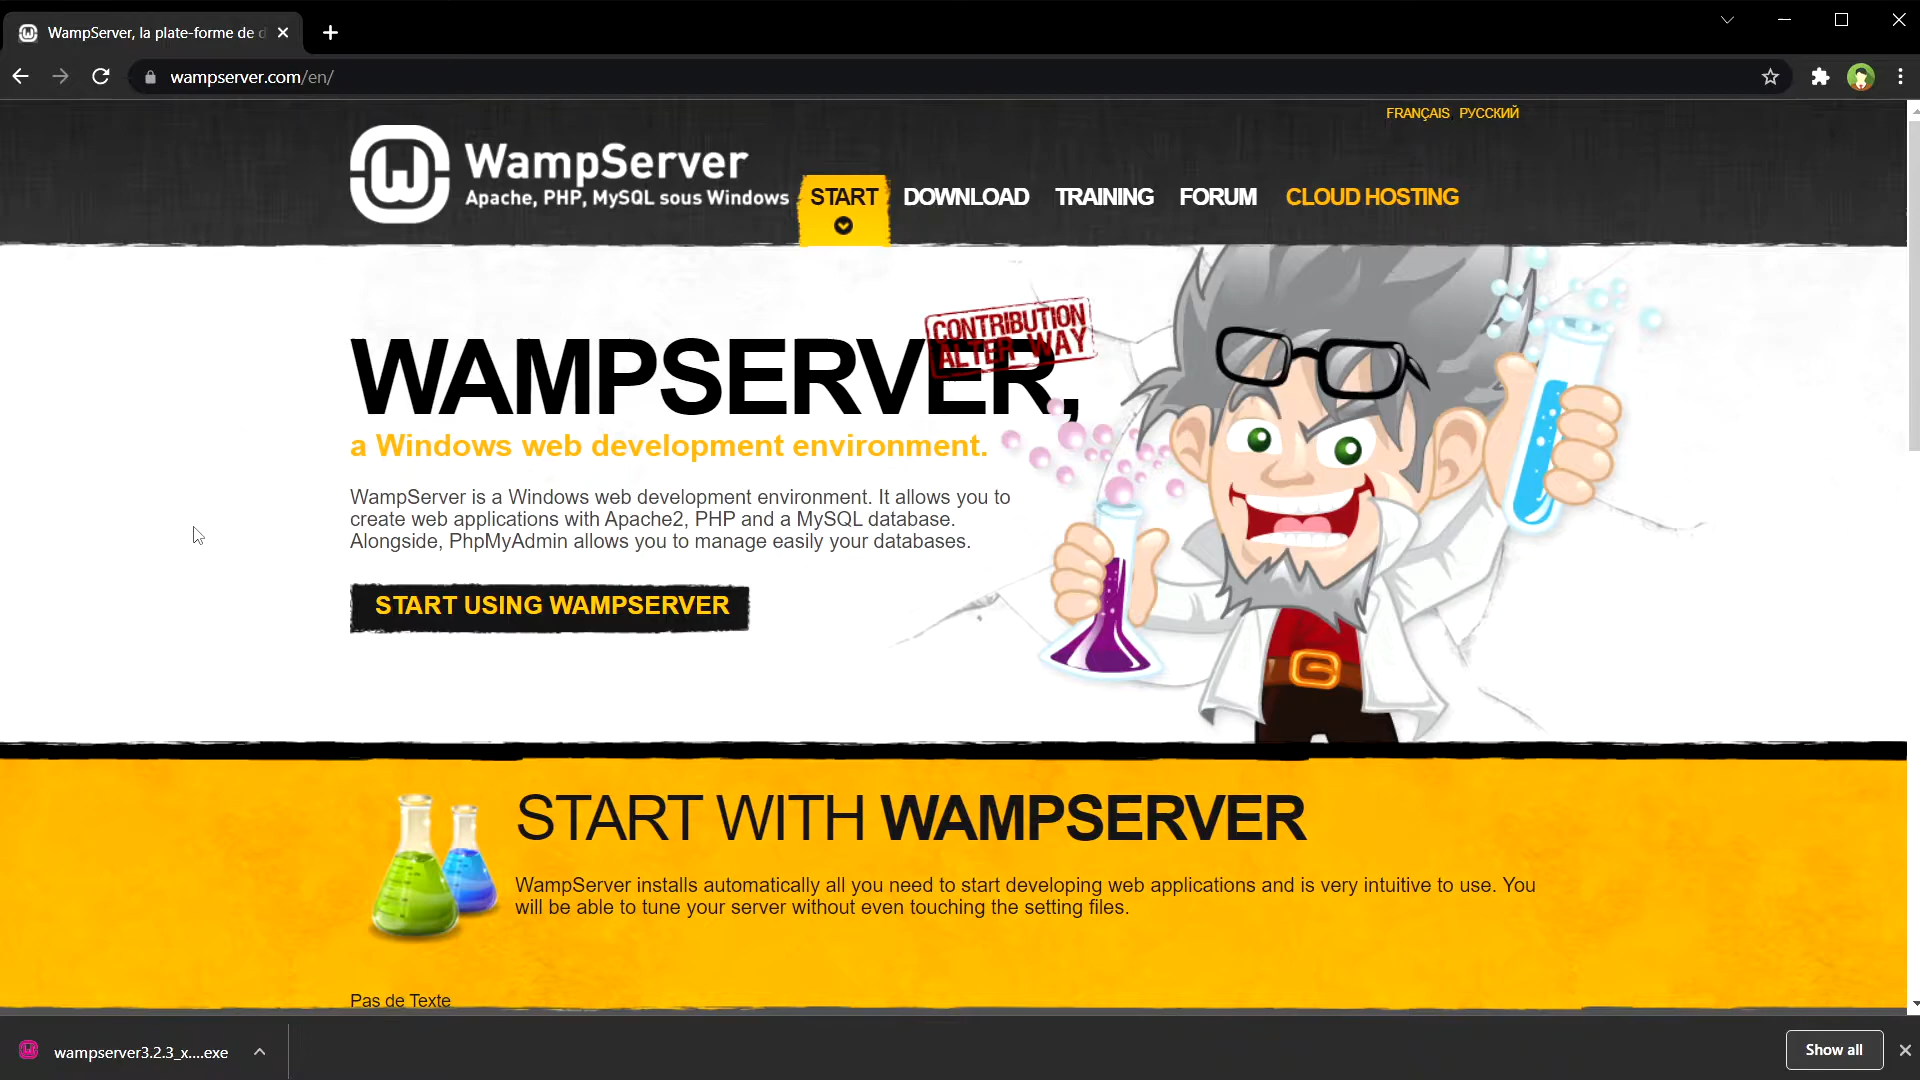 WampServer, la plate-forme de d
wampserver.com/en/
FRANÇAIS РУССКИЙ
WampServer
Apache, PHP, MySQL sous Windows
START DOWNLOAD TRAINING FORUM CLOUD HOSTING
CONTRIBUTION
ALTER WAY
WAMPSERVER,
a Windows web development environment.
WampServer is a Windows web development environment. It allows you to
create web applications with Apache2, PHP and a MySQL database.
Alongside, PhpMyAdmin allows you to manage easily your databases.
START USING WAMPSERVER
START WITH WAMPSERVER
WampServer installs automatically all you need to start developing web applications and is very intuitive to use. You
will be able to tune your server without even touching the setting files.
Pas de Texte
wampserver3.2.3_x....exe
Show all